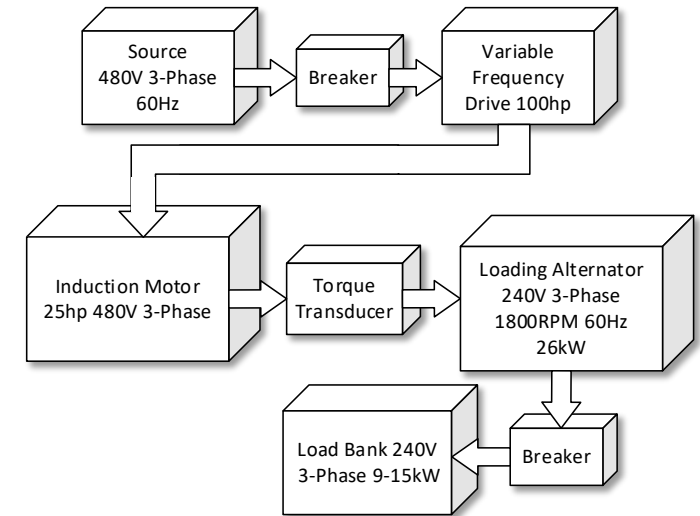 Source
480V 3-Phase
60Hz
Breaker
Variable
Frequency
Drive 100hp
Induction Motor
25hp 480V 3-Phase
Torque
Transducer
Loading Alternator
240V 3-Phase
1800RPM 60Hz
26kW
Breaker
Load Bank 240V
3-Phase 9-15kW